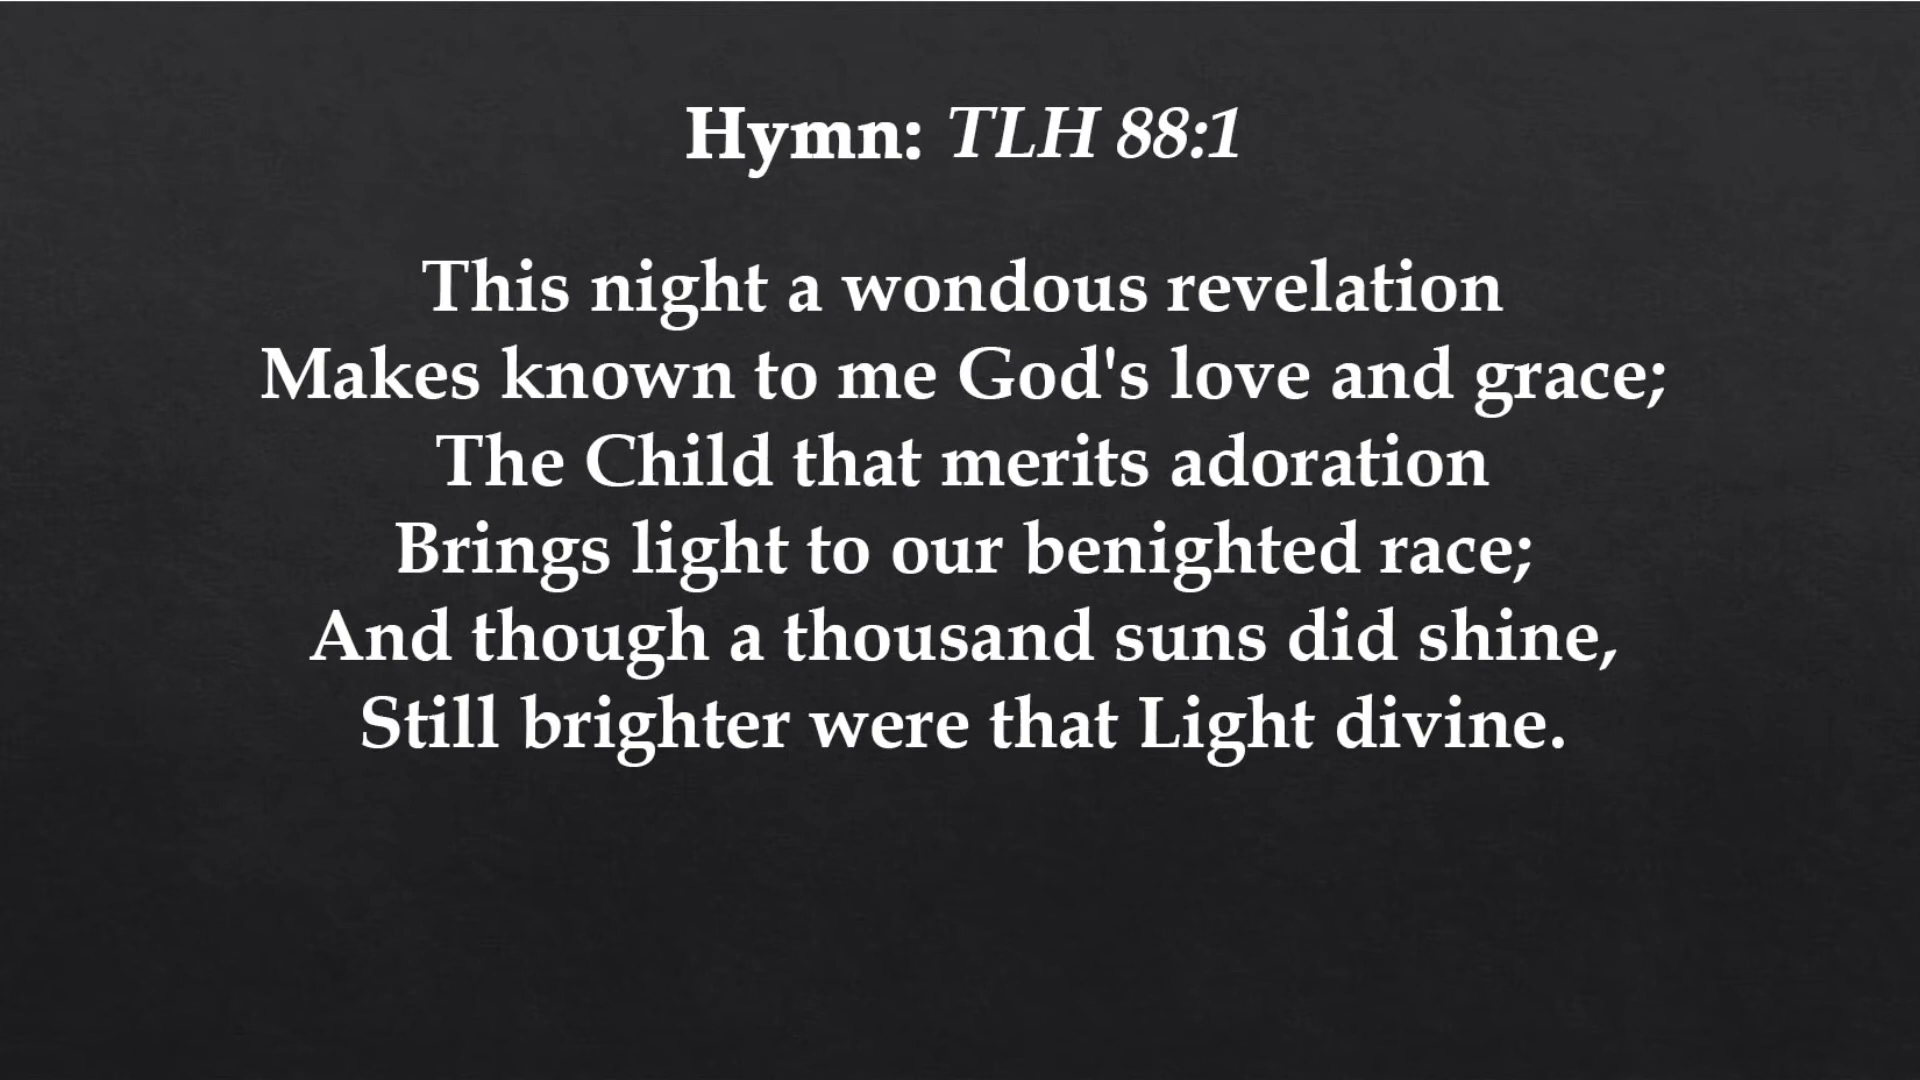 Hymn: TLH 88:1
This night a wondous revelation
Makes known to me God's love and grace;
The Child that merits adoration
Brings light to our benighted race;
And though a thousand suns did shine,
Still brighter were that Light divine.